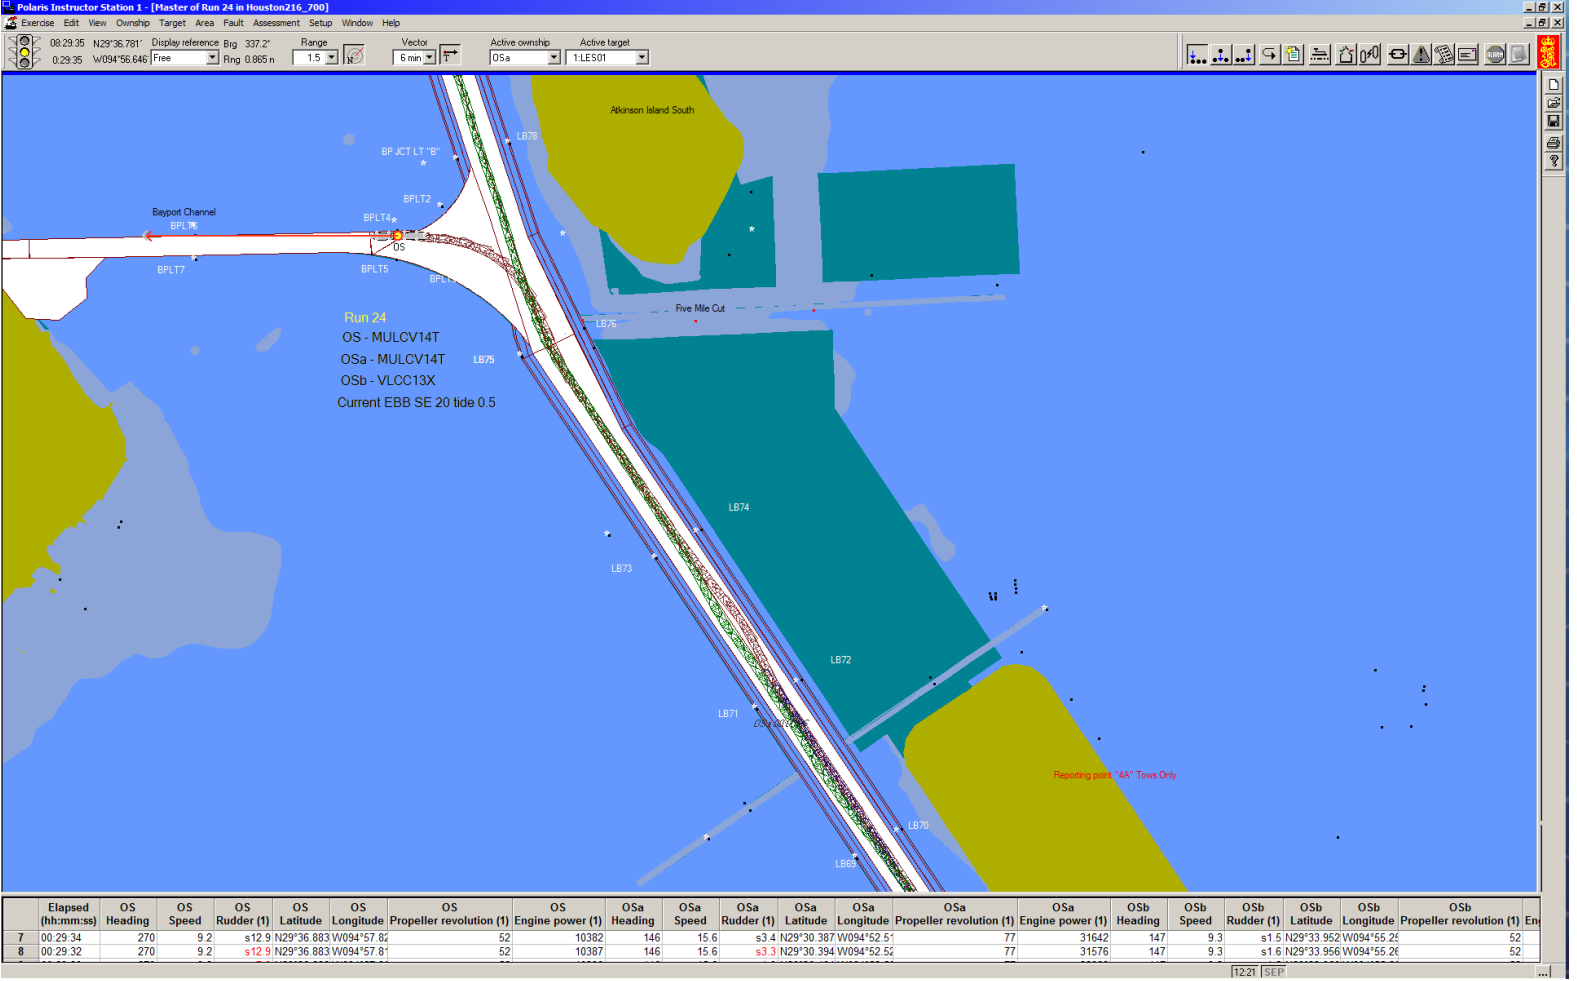 Polaris Instructor Station 1 - [Master of Run 24 in Houston216_700]
Exercise Edit View Ownship Target Area Fault Assessment Setup Window Help
08:29:35 N29°36.781' Display reference Brg 337.2° Range Vector Active ownship Active target
0:29:35 W094°56.646 Free Rng 0.865 n 1.5 6 min OSa 1:LES01
Atkinson Island South
LB78
BP JCT LT "B"
BPLT2
Bayport Channel
BPLT4
OS
BPLT7
BPLT5
Five Mile Cut
Run 24
LB76
OS - MULCV14T
OSa - MULCV14T
LB75
OSb - VLCC13X
Current EBB SE 20 tide 0.5
LB74
LB73
LB72
LB71
Reporting point "4A" Tows Only
LB70
LB69
Elapsed OS OS OS OS OS OS OS OSa OSa OSa OSa OSa OSa OSa OSb OSb OSb OSb OSb OSb
(hh:mm:ss) Heading Speed Rudder (1) Latitude Longitude Propeller revolution (1) Engine power (1) Heading Speed Rudder (1) Latitude Longitude Propeller revolution (1) Engine power (1) Heading Speed Rudder (1) Latitude Longitude Propeller revolution (1)
7 00:29:34 270 9.2 s12.9 N29°36.883 W094°57.82 52 10382 146 15.6 s3.4 N29°30.387 W094°52.51 77 31642 147 9.3 s1.5 N29°33.952 W094°55.25 52
8 00:29:32 270 9.2 s12.9 N29°36.883 W094°57.81 52 10387 146 15.6 s3.3 N29°30.394 W094°52.52 77 31576 147 9.3 s1.6 N29°33.956 W094°55.26 52
12:21 SEP